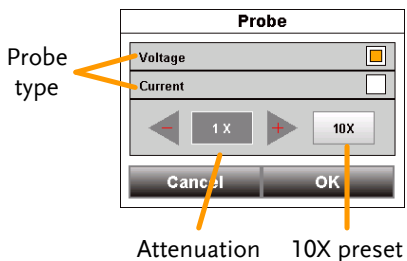 Probe
Probe type
Voltage
Current
- 1 X + 10X
Cancel OK
Attenuation 10X preset